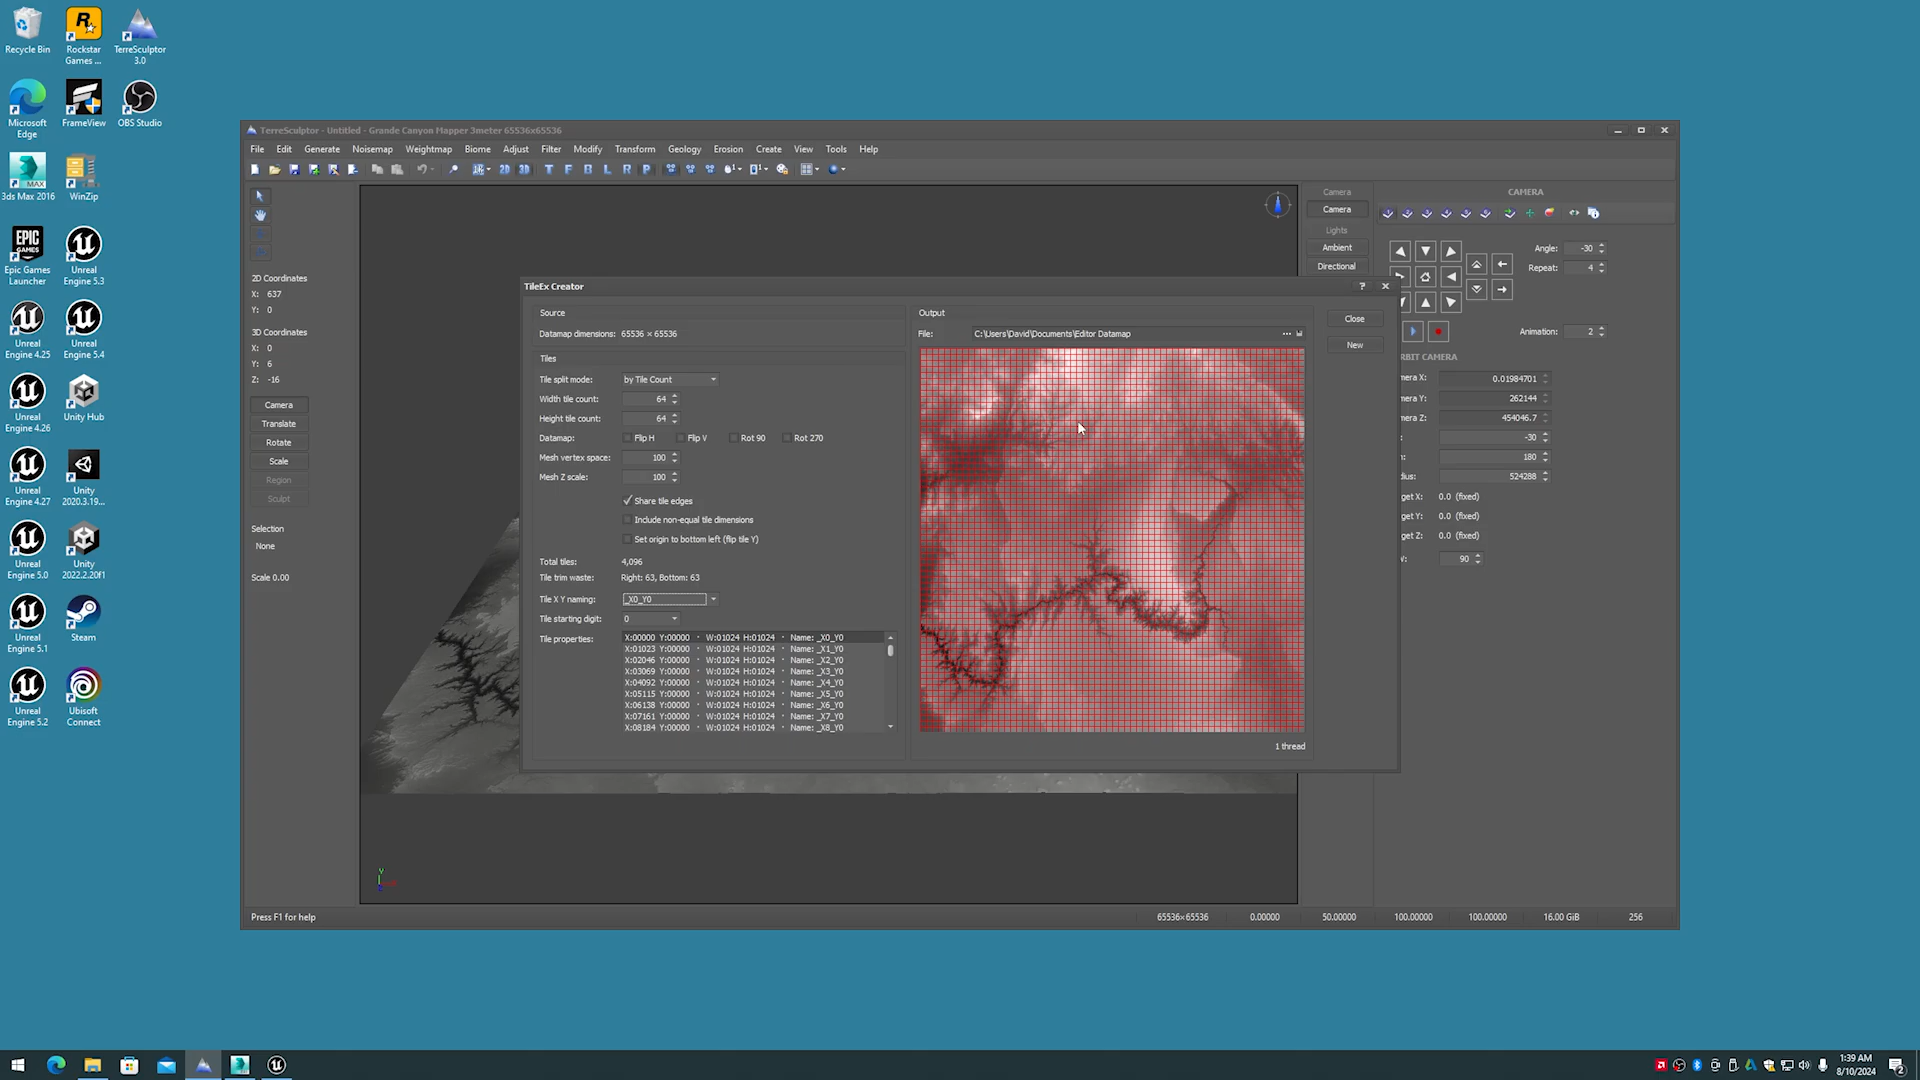 Recycle Bin
Rockstar Games ...
TerreSculptor 3.0
Microsoft Edge
FrameView
OBS Studio
3ds Max 2016
WinZip
Epic Games Launcher
Unreal Engine 5.3
Unreal Engine 4.25
Unreal Engine 5.4
Unreal Engine 4.26
Unity Hub
Unreal Engine 4.27
Unity 2020.3.19...
Unreal Engine 5.0
Unity 2022.2.20f1
Unreal Engine 5.1
Steam
Unreal Engine 5.2
Ubisoft Connect
TerreSculptor - Untitled - Grande Canyon Mapper 3meter 65536x65536
File Edit Generate Noisemap Weightmap Biome Adjust Filter Modify Transform Geology Erosion Create View Tools Help
2D 3D T F B L R P
2D Coordinates
X: 637
Y: 0
3D Coordinates
X: 0
Y: 6
Z: -16
Camera
Translate
Rotate
Scale
Region
Sculpt
Selection
None
Scale 0.00
Camera
Camera
Lights
Ambient
Directional
CAMERA
Angle: -30
Repeat: 4
Animation: 2
RBIT CAMERA
mera X: 0.01984701
mera Y: 262144
mera Z: 454046.7
: -30
n: 180
dius: 524288
get X: 0.0 (fixed)
get Y: 0.0 (fixed)
get Z: 0.0 (fixed)
90
TileEx Creator
Source
Datamap dimensions: 65536 × 65536
Tiles
Tile split mode: by Tile Count
Width tile count: 64
Height tile count: 64
Datamap: Flip H Flip V Rot 90 Rot 270
Mesh vertex space: 100
Mesh Z scale: 100
Share tile edges
Include non-equal tile dimensions
Set origin to bottom left (flip tile Y)
Total tiles: 4,096
Tile trim waste: Right: 63, Bottom: 63
Tile X Y naming: _X0_Y0
Tile starting digit: 0
Tile properties:
X:00000 Y:00000 · W:01024 H:01024 · Name: _X0_Y0
X:01023 Y:00000 · W:01024 H:01024 · Name: _X1_Y0
X:02046 Y:00000 · W:01024 H:01024 · Name: _X2_Y0
X:03069 Y:00000 · W:01024 H:01024 · Name: _X3_Y0
X:04092 Y:00000 · W:01024 H:01024 · Name: _X4_Y0
X:05115 Y:00000 · W:01024 H:01024 · Name: _X5_Y0
X:06138 Y:00000 · W:01024 H:01024 · Name: _X6_Y0
X:07161 Y:00000 · W:01024 H:01024 · Name: _X7_Y0
X:08184 Y:00000 · W:01024 H:01024 · Name: _X8_Y0
Output
File: C:\Users\David\Documents\Editor Datamap
1 thread
Close
New
Press F1 for help
65536×65536 0.00000 50.00000 100.00000 100.00000 16.00 GiB 256
1:39 AM
8/10/2024